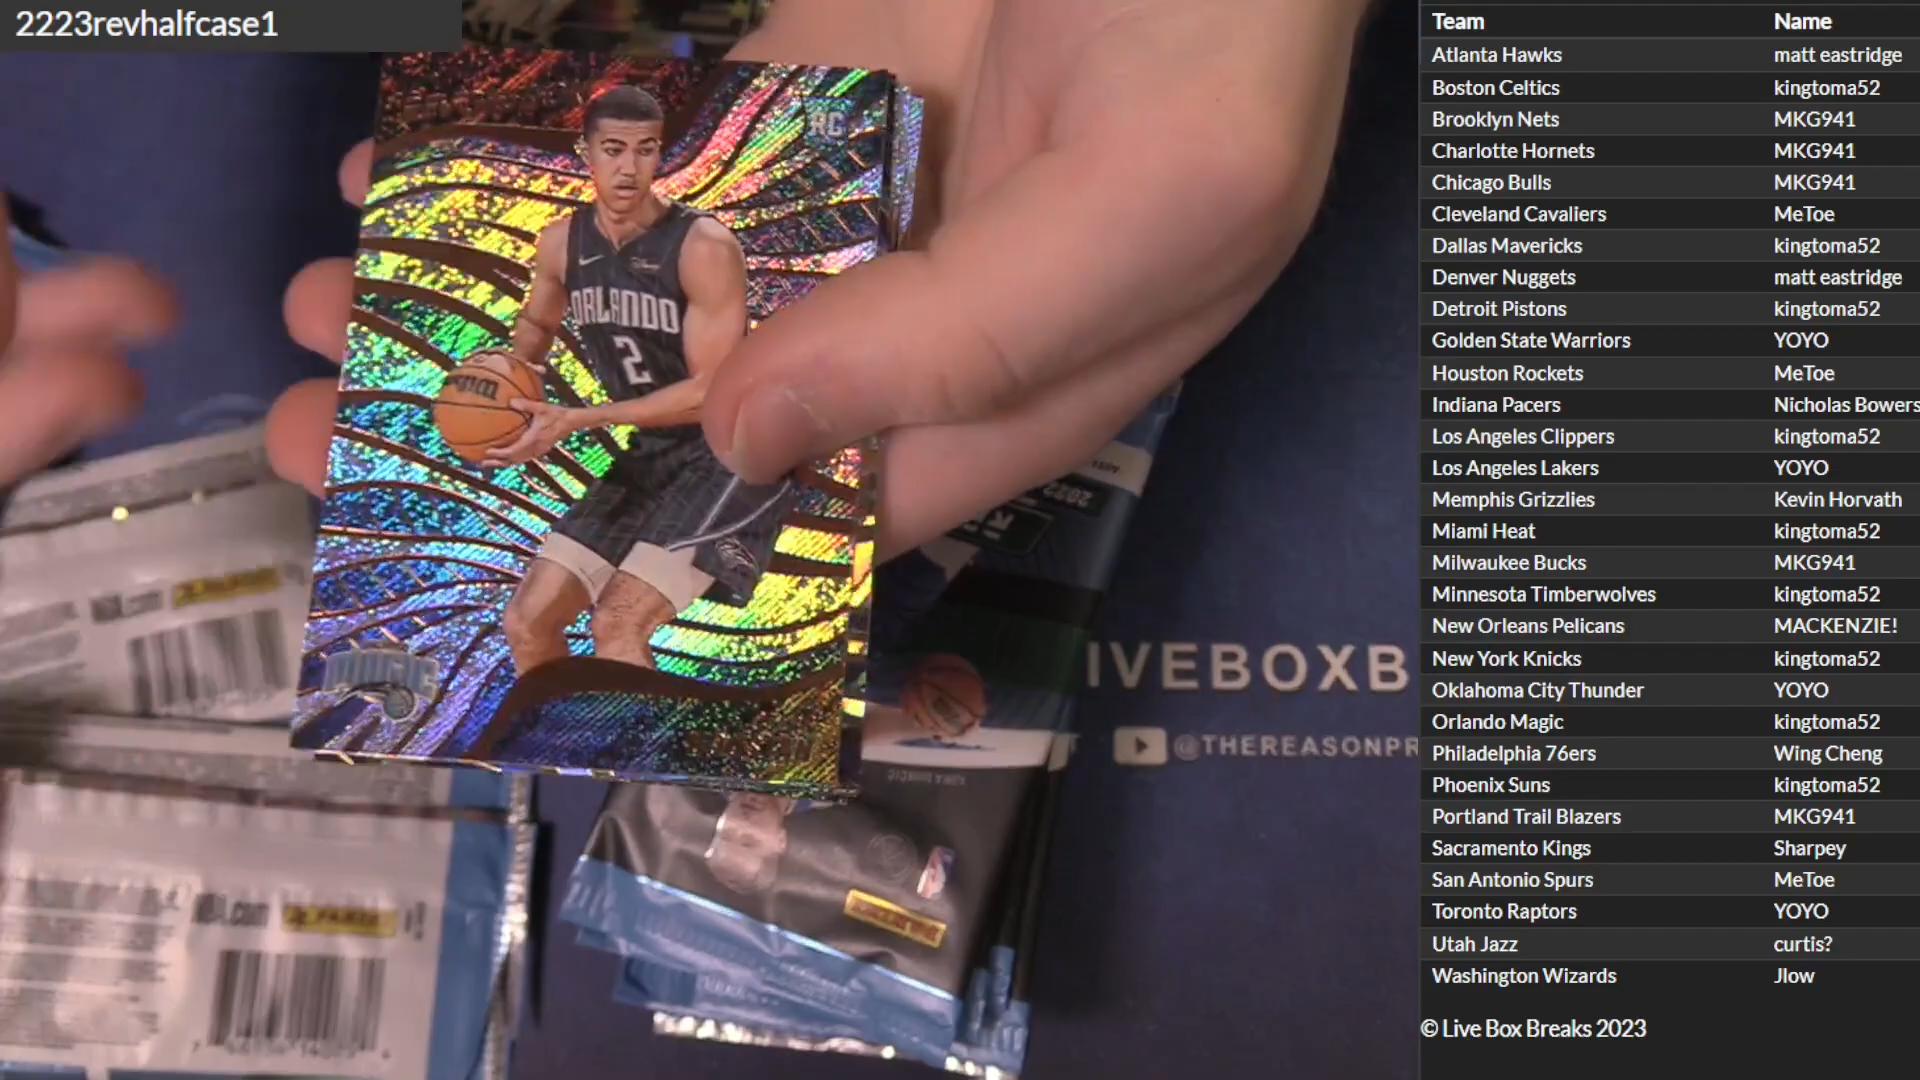 2223revhalfcase1
RC
ORLANDO
2
IVEBOXB
@THEREASONPR
Team Name
Atlanta Hawks matt eastridge
Boston Celtics kingtoma52
Brooklyn Nets MKG941
Charlotte Hornets MKG941
Chicago Bulls MKG941
Cleveland Cavaliers MeToe
Dallas Mavericks kingtoma52
Denver Nuggets matt eastridge
Detroit Pistons kingtoma52
Golden State Warriors YOYO
Houston Rockets MeToe
Indiana Pacers Nicholas Bowers
Los Angeles Clippers kingtoma52
Los Angeles Lakers YOYO
Memphis Grizzlies Kevin Horvath
Miami Heat kingtoma52
Milwaukee Bucks MKG941
Minnesota Timberwolves kingtoma52
New Orleans Pelicans MACKENZIE!
New York Knicks kingtoma52
Oklahoma City Thunder YOYO
Orlando Magic kingtoma52
Philadelphia 76ers Wing Cheng
Phoenix Suns kingtoma52
Portland Trail Blazers MKG941
Sacramento Kings Sharpey
San Antonio Spurs MeToe
Toronto Raptors YOYO
Utah Jazz curtis?
Washington Wizards Jlow
© Live Box Breaks 2023